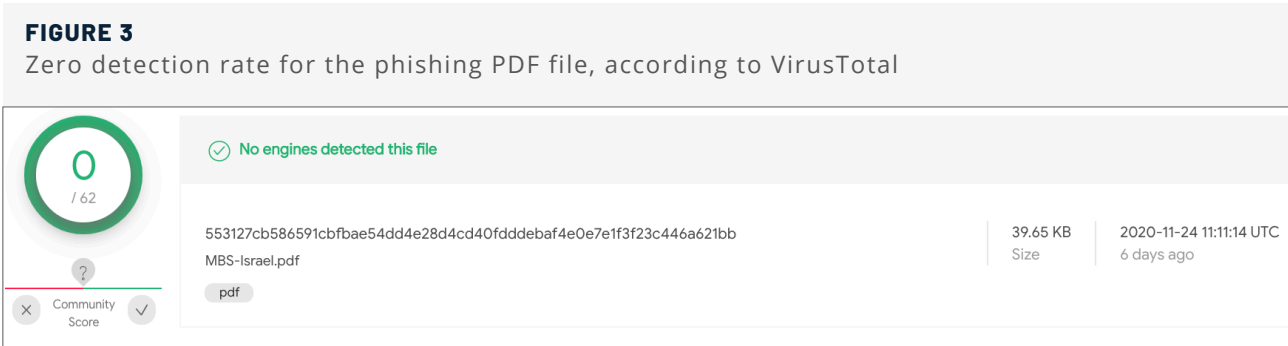 FIGURE 3
Zero detection rate for the phishing PDF file, according to VirusTotal
0
/ 62
No engines detected this file
553127cb586591cbfbae54dd4e28d4cd40fdddebaf4e0e7e1f3f23c446a621bb
MBS-Israel.pdf
pdf
39.65 KB
Size
2020-11-24 11:11:14 UTC
6 days ago
?
Community
Score